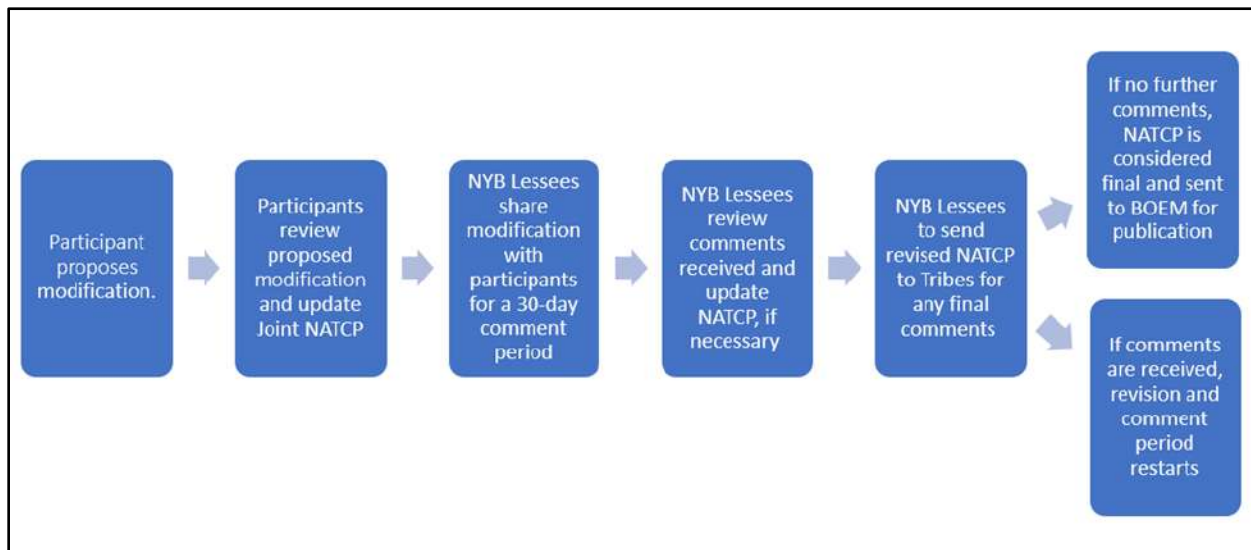 Participant
proposes
modification.
Participants
review
proposed
modification
and update
Joint NATCP
NYB Lessees
share
modification
with
participants
for a 30-day
comment
period
NYB Lessees
review
comments
received and
update
NATCP, if
necessary
NYB Lessees
to send
revised NATCP
to Tribes for
any final
comments
If no further
comments,
NATCP is
considered
final and sent
to BOEM for
publication
If comments
are received,
revision and
comment
period
restarts